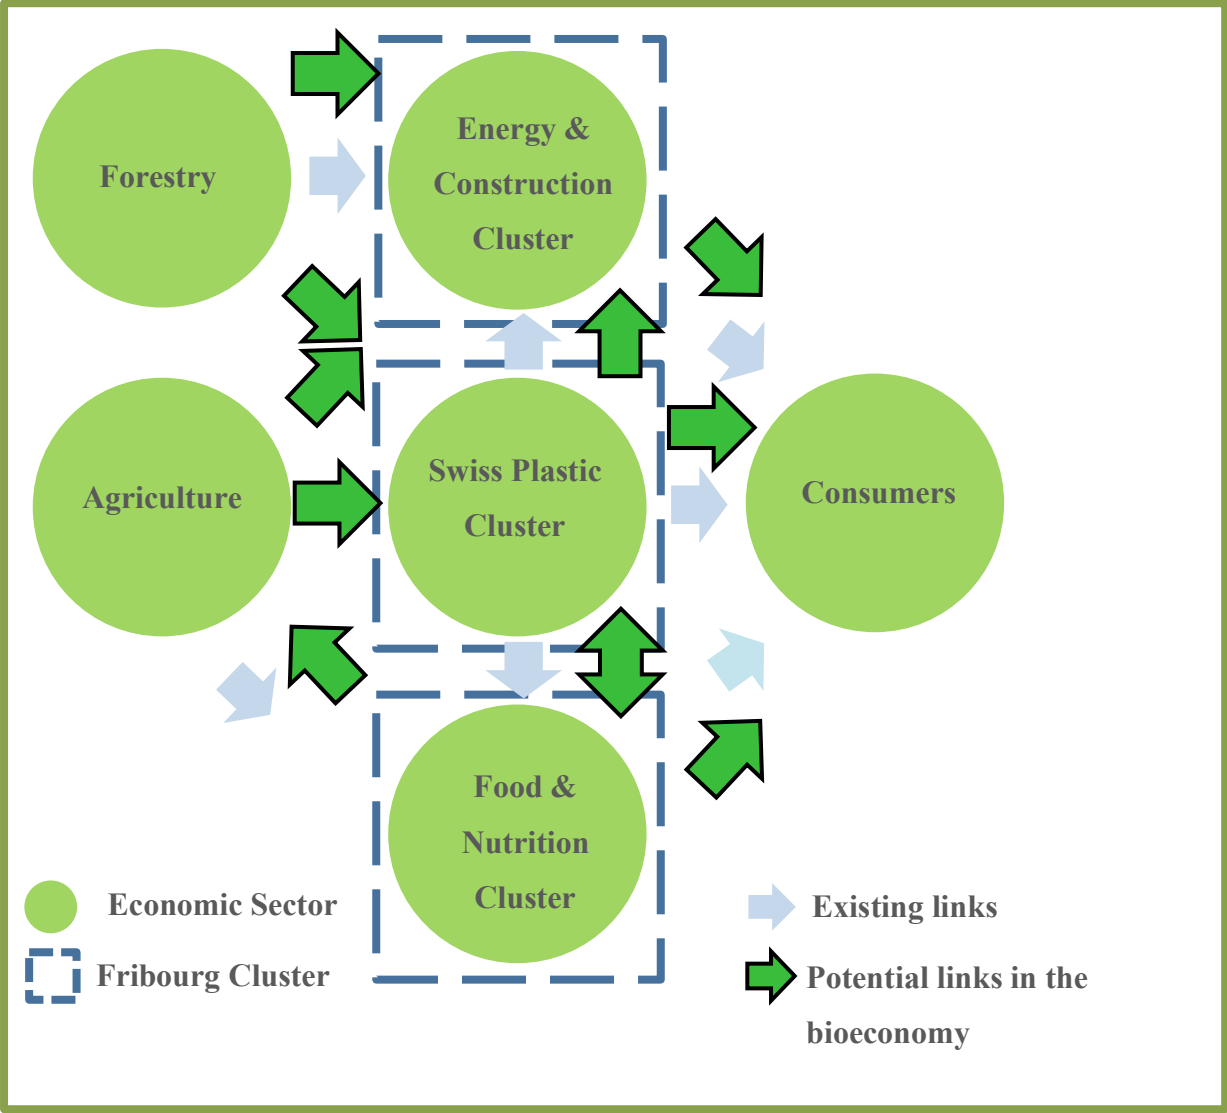 Forestry
Energy &
Construction
Cluster
Agriculture
Swiss Plastic
Cluster
Consumers
Food &
Nutrition
Cluster
Economic Sector
Fribourg Cluster
Existing links
Potential links in the
bioeconomy